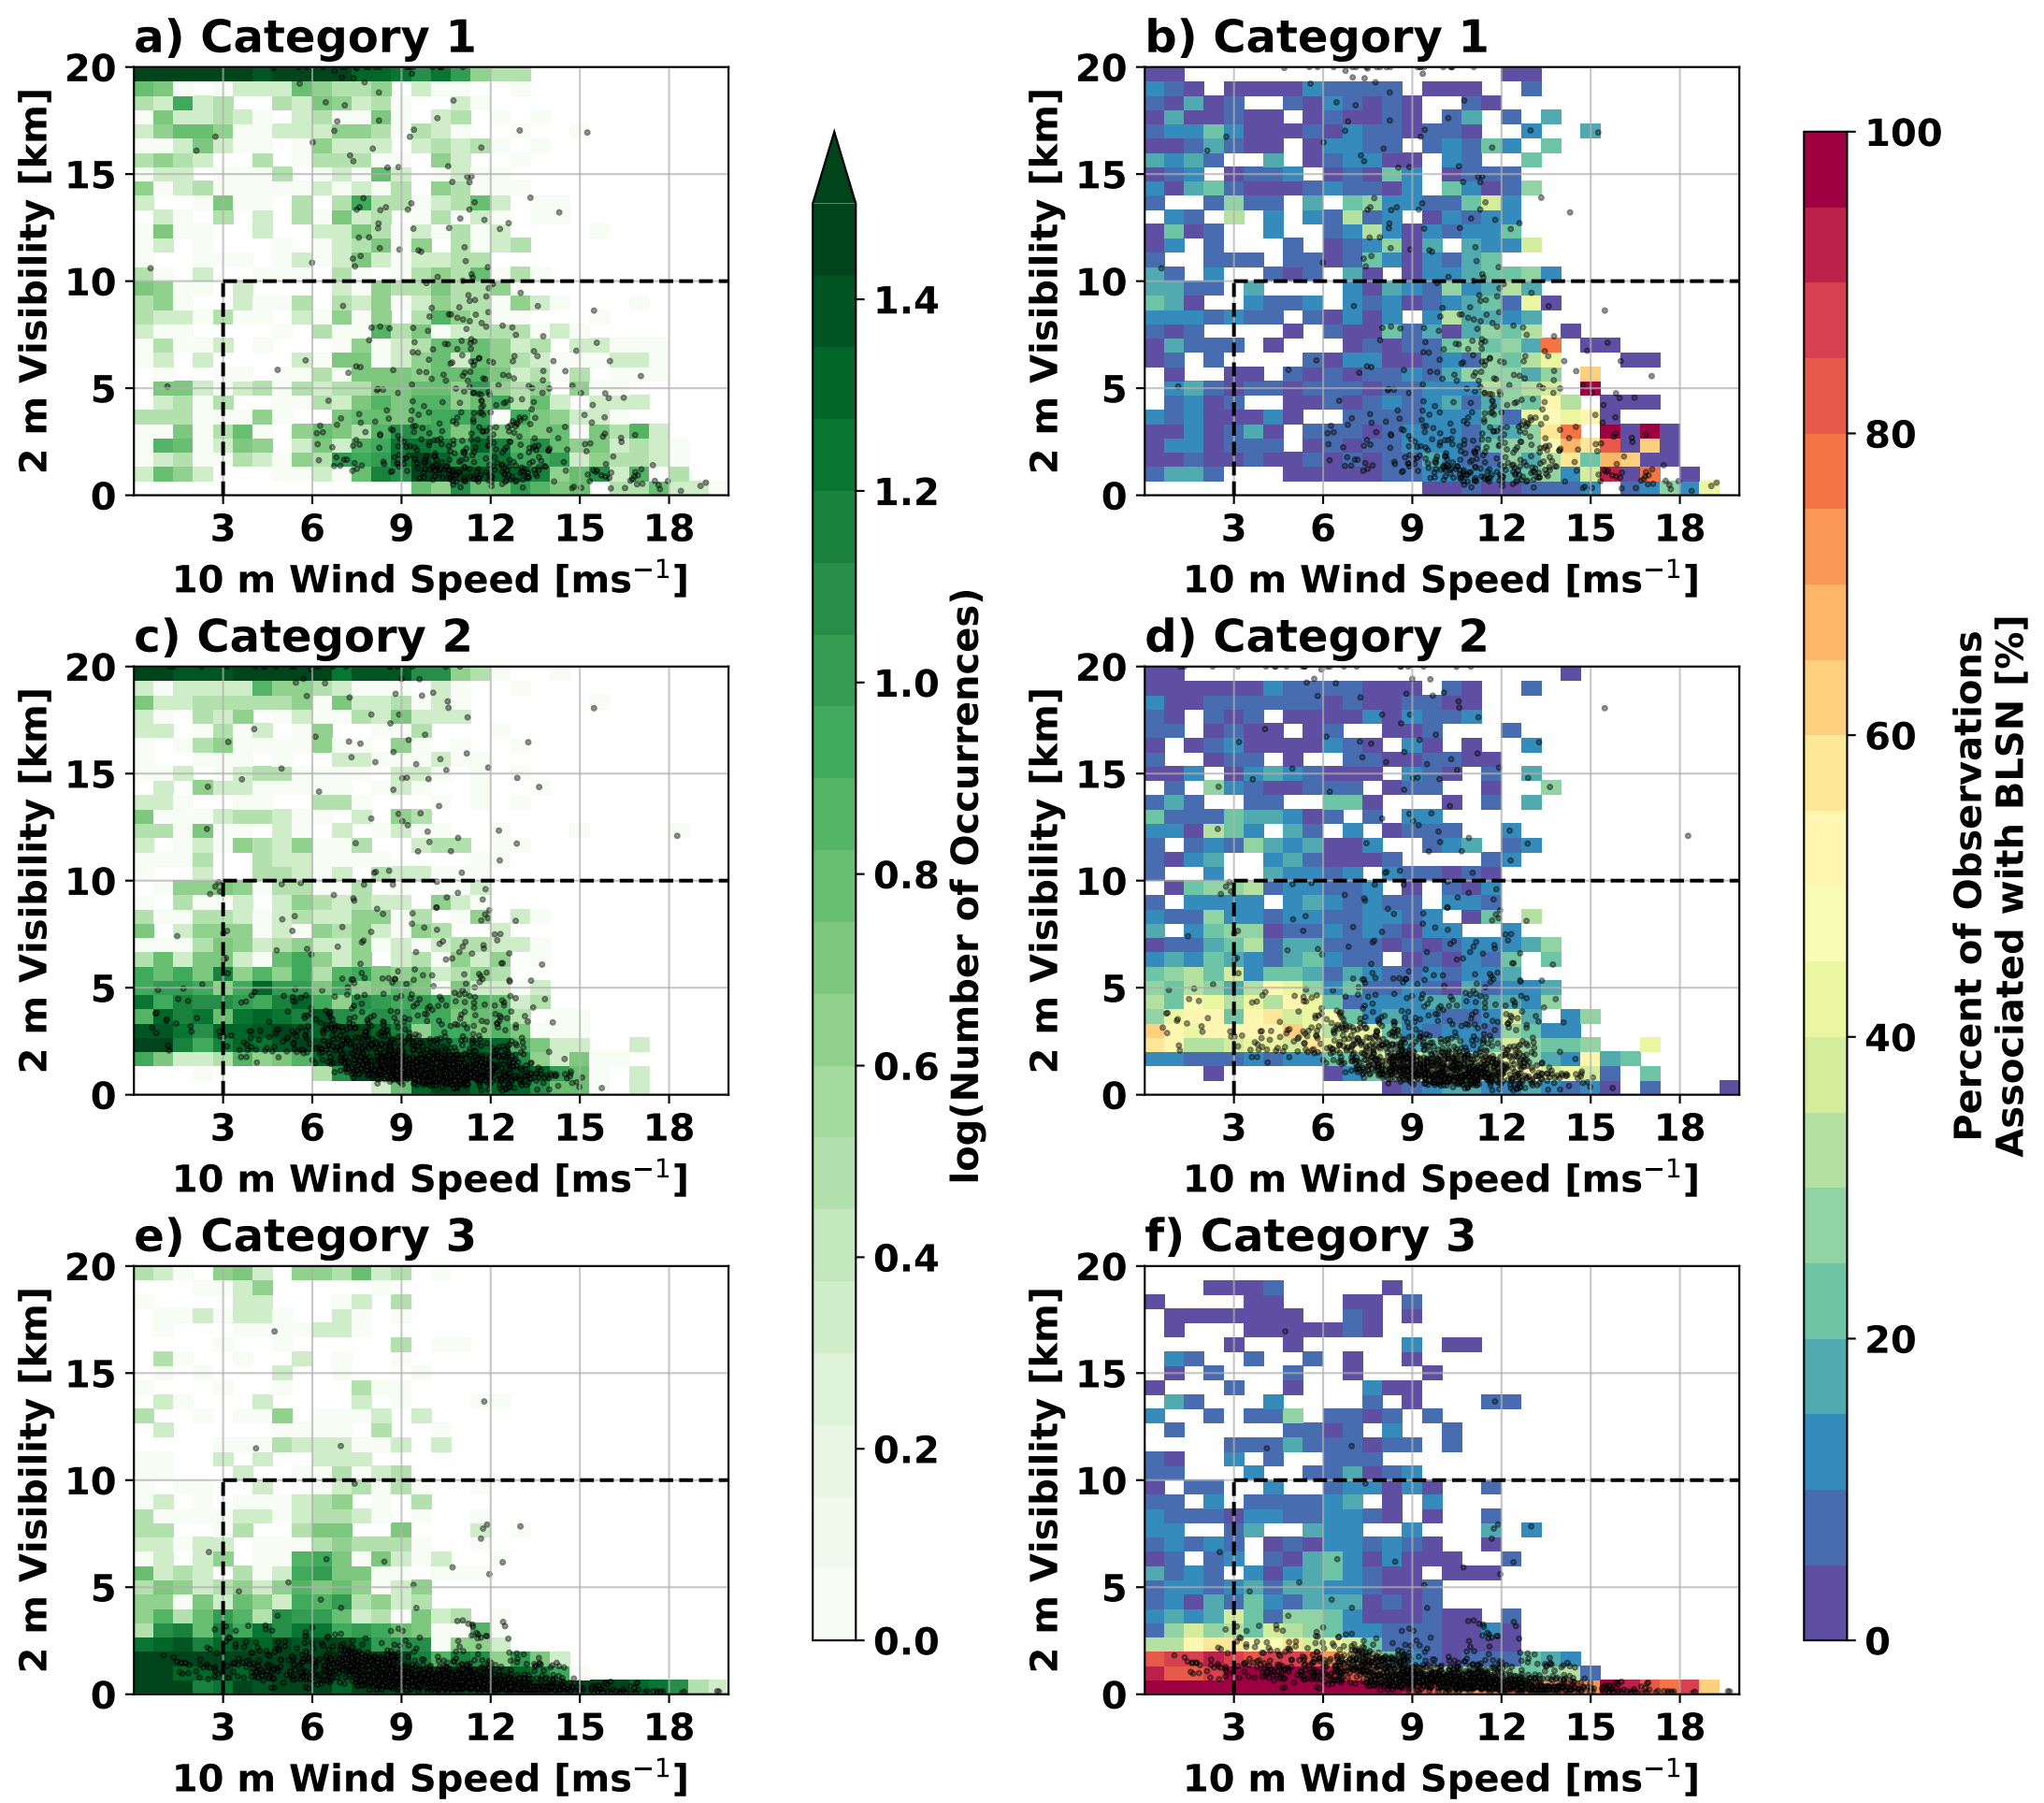 a) Category 1
20
15
10
5
0
2 m Visibility [km]
3 6 9 12 15 18
10 m Wind Speed [ms⁻¹]
b) Category 1
20
15
10
5
0
2 m Visibility [km]
3 6 9 12 15 18
10 m Wind Speed [ms⁻¹]
c) Category 2
20
15
10
5
0
2 m Visibility [km]
3 6 9 12 15 18
10 m Wind Speed [ms⁻¹]
d) Category 2
20
15
10
5
0
2 m Visibility [km]
3 6 9 12 15 18
10 m Wind Speed [ms⁻¹]
e) Category 3
20
15
10
5
0
2 m Visibility [km]
3 6 9 12 15 18
10 m Wind Speed [ms⁻¹]
f) Category 3
20
15
10
5
0
2 m Visibility [km]
3 6 9 12 15 18
10 m Wind Speed [ms⁻¹]
1.4
1.2
1.0
0.8
0.6
0.4
0.2
0.0
log(Number of Occurrences)
100
80
60
40
20
0
Percent of Observations
Associated with BLSN [%]